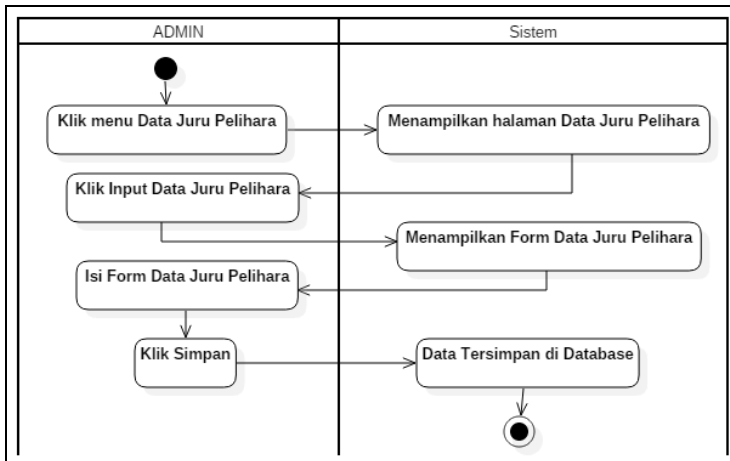 ADMIN
Sistem
Klik menu Data Juru Pelihara
Menampilkan halaman Data Juru Pelihara
Klik Input Data Juru Pelihara
Menampilkan Form Data Juru Pelihara
Isi Form Data Juru Pelihara
Klik Simpan
Data Tersimpan di Database